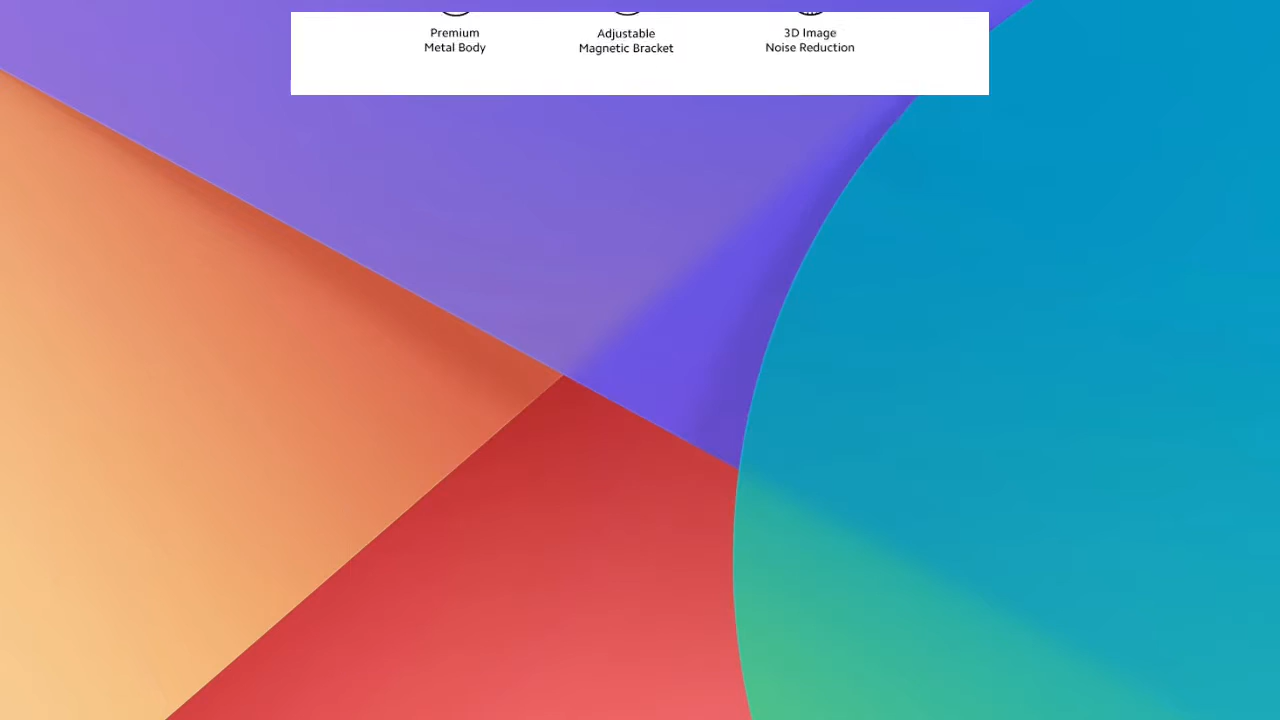 Premium
Metal Body
Adjustable
Magnetic Bracket
3D Image
Noise Reduction